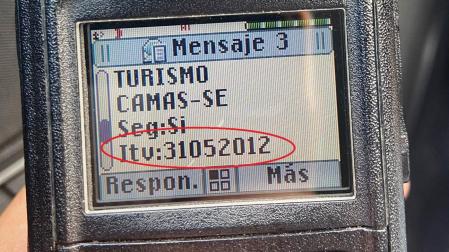 Mensaje 3
TURISMO
CAMAS-SE
Seg:Si
Itv:31052012
Respon. Más